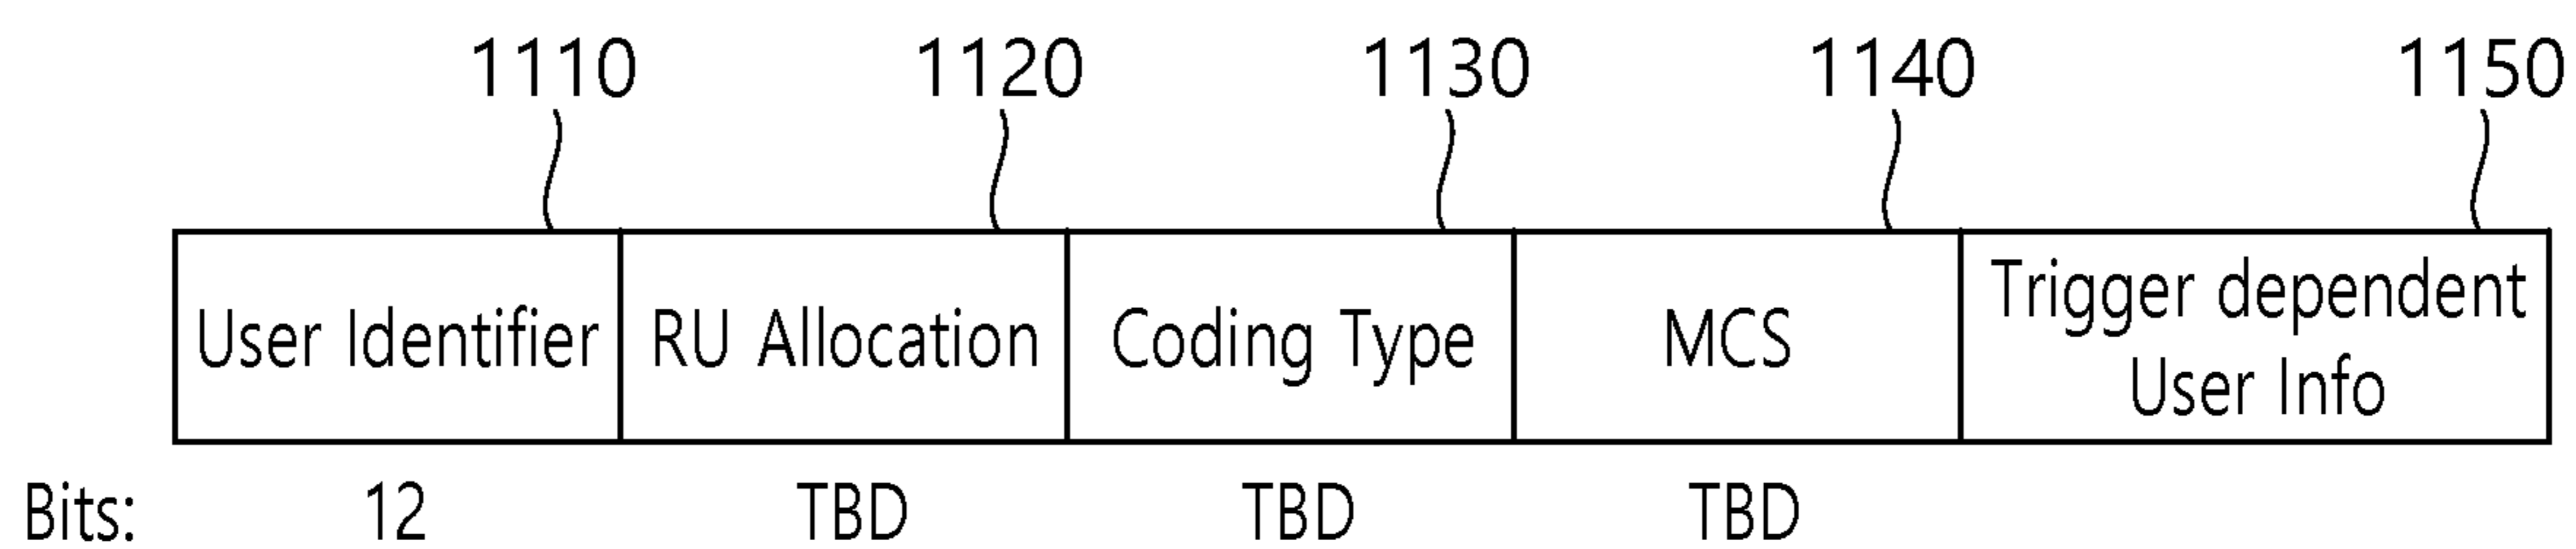 1110 1120 1130 1140 1150
User Identifier RU Allocation Coding Type MCS Trigger dependent
User Info
Bits: 12 TBD TBD TBD